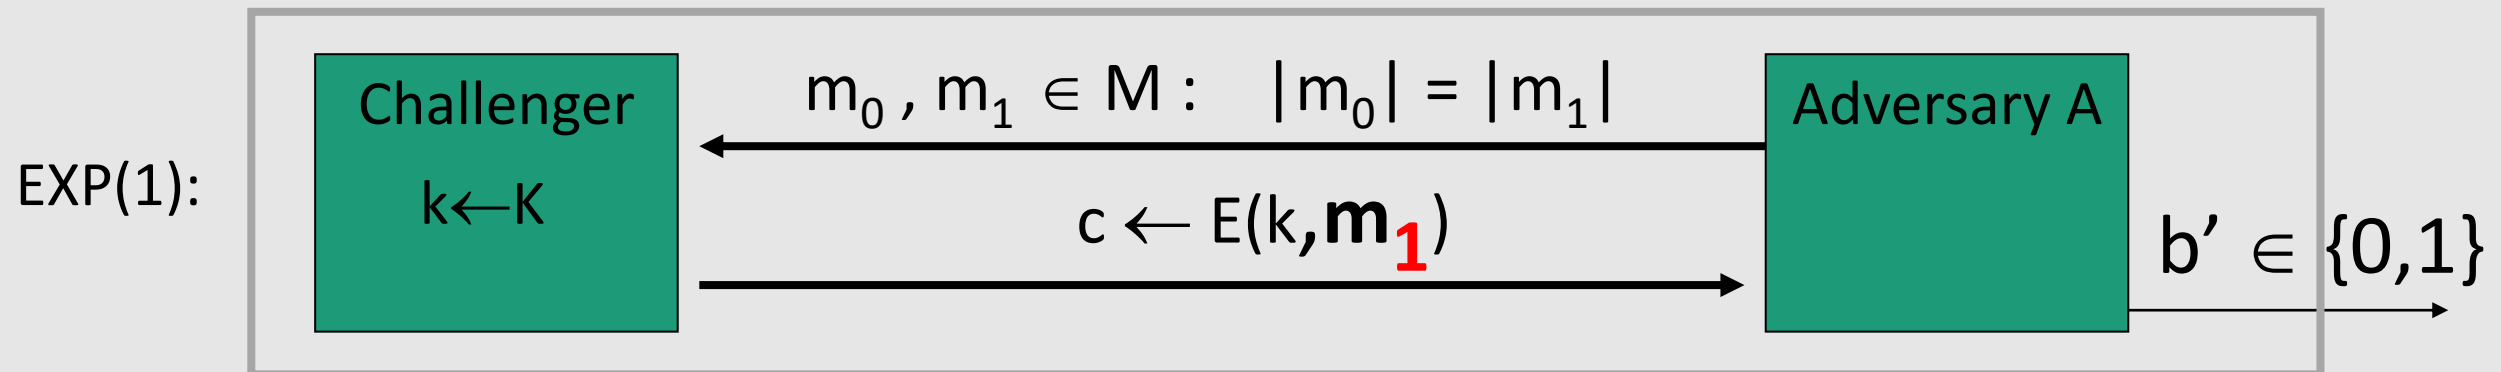 EXP(1):
Challenger
k←K
m₀ , m₁ ∈ M : |m₀| = |m₁|
c ← E(k,m₁)
Adversary A
b’ ∈ {0,1}